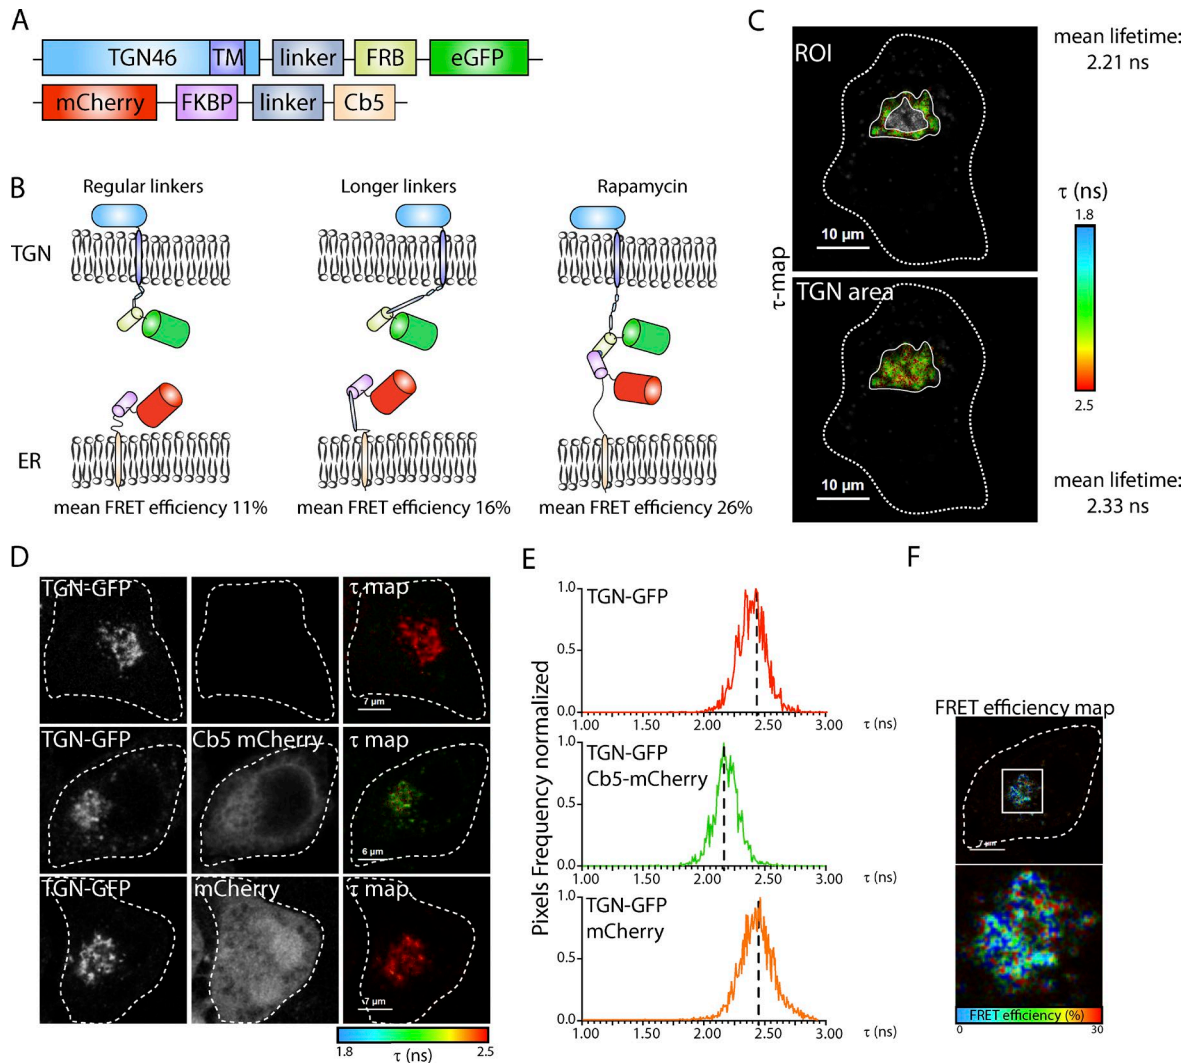 A
TGN46 TM linker FRB eGFP
mCherry FKBP linker Cb5
B
Regular linkers Longer linkers Rapamycin
TGN
ER
mean FRET efficiency 11% mean FRET efficiency 16% mean FRET efficiency 26%
C
ROI
10 µm
mean lifetime:
2.21 ns
τ-map
TGN area
10 µm
mean lifetime:
2.33 ns
τ (ns)
1.8
2.5
D
TGN-GFP τ map
7 µm
TGN-GFP Cb5 mCherry τ map
6 µm
TGN-GFP mCherry τ map
7 µm
1.8 τ (ns) 2.5
E
Pixels Frequency normalized
TGN-GFP
1.0
0.5
0.0
1.00 1.50 2.00 2.50 3.00 τ (ns)
TGN-GFP
Cb5-mCherry
1.0
0.5
0.0
1.00 1.50 2.00 2.50 3.00 τ (ns)
TGN-GFP
mCherry
1.0
0.5
0.0
1.00 1.50 2.00 2.50 3.00 τ (ns)
F
FRET efficiency map
7 µm
FRET efficiency (%)
0 30